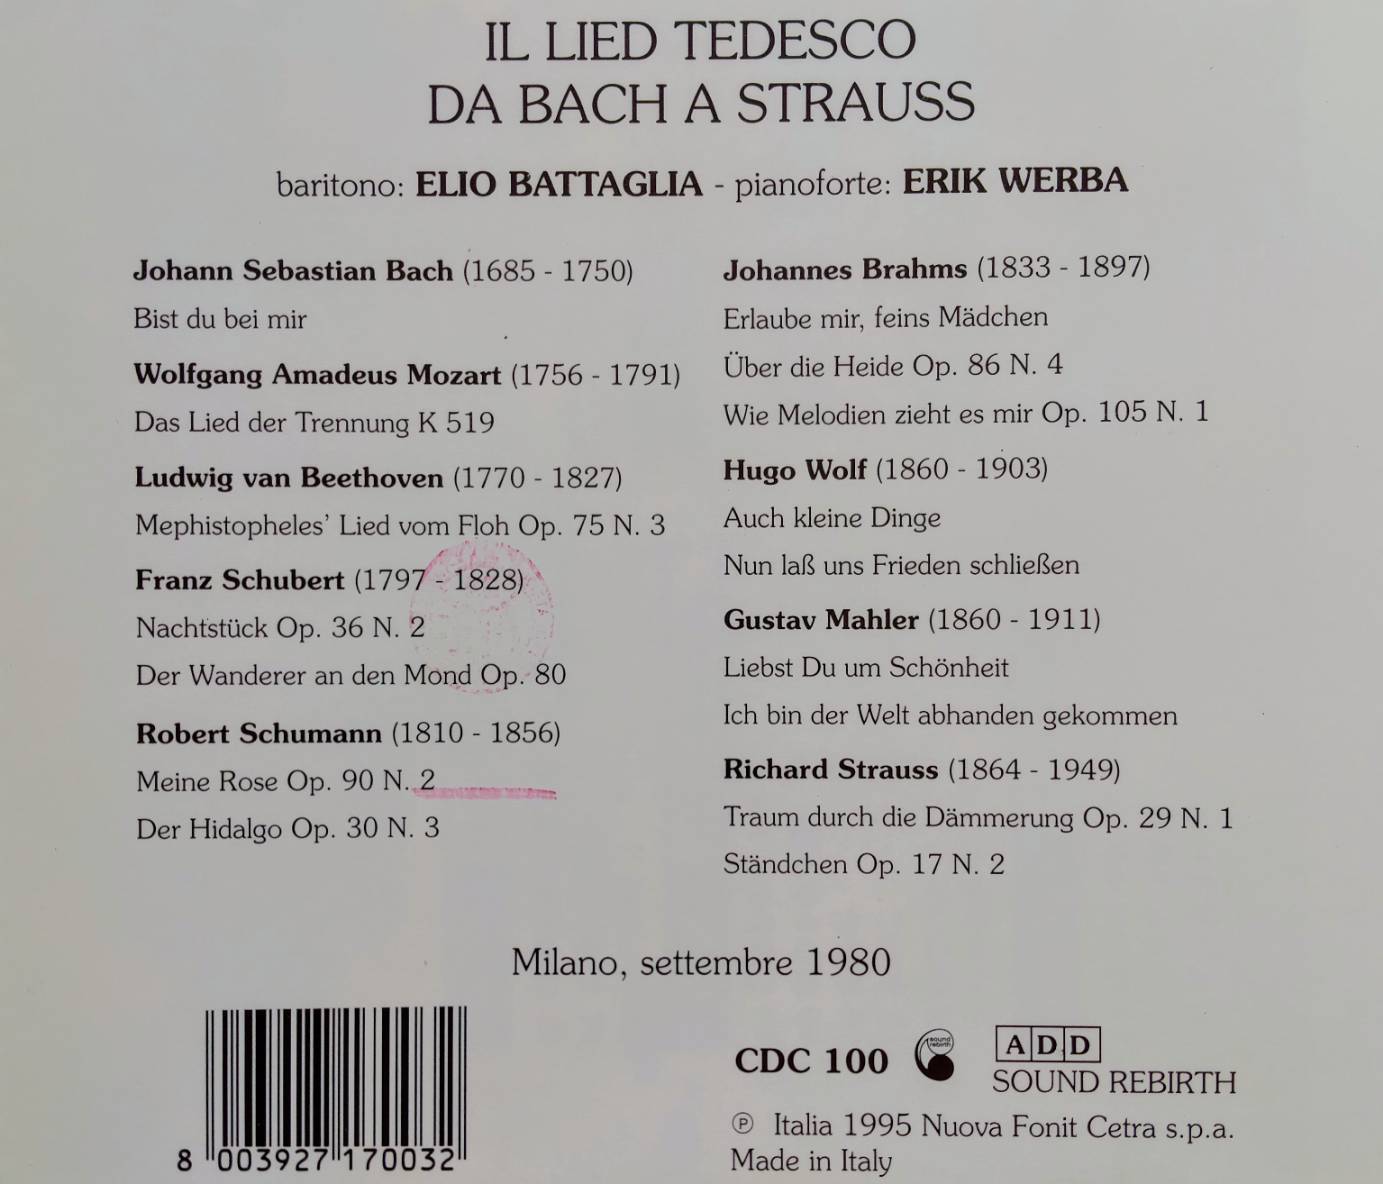 IL LIED TEDESCO
DA BACH A STRAUSS
baritono: ELIO BATTAGLIA - pianoforte: ERIK WERBA
Johann Sebastian Bach (1685 - 1750)
Bist du bei mir
Wolfgang Amadeus Mozart (1756 - 1791)
Das Lied der Trennung K 519
Ludwig van Beethoven (1770 - 1827)
Mephistopheles' Lied vom Floh Op. 75 N. 3
Franz Schubert (1797 - 1828)
Nachtstück Op. 36 N. 2
Der Wanderer an den Mond Op. 80
Robert Schumann (1810 - 1856)
Meine Rose Op. 90 N. 2
Der Hidalgo Op. 30 N. 3
Johannes Brahms (1833 - 1897)
Erlaube mir, feins Mädchen
Über die Heide Op. 86 N. 4
Wie Melodien zieht es mir Op. 105 N. 1
Hugo Wolf (1860 - 1903)
Auch kleine Dinge
Nun laß uns Frieden schließen
Gustav Mahler (1860 - 1911)
Liebst Du um Schönheit
Ich bin der Welt abhanden gekommen
Richard Strauss (1864 - 1949)
Traum durch die Dämmerung Op. 29 N. 1
Ständchen Op. 17 N. 2
Milano, settembre 1980
8 003927 170032
CDC 100
sound rebirth
ADD
SOUND REBIRTH
℗ Italia 1995 Nuova Fonit Cetra s.p.a.
Made in Italy